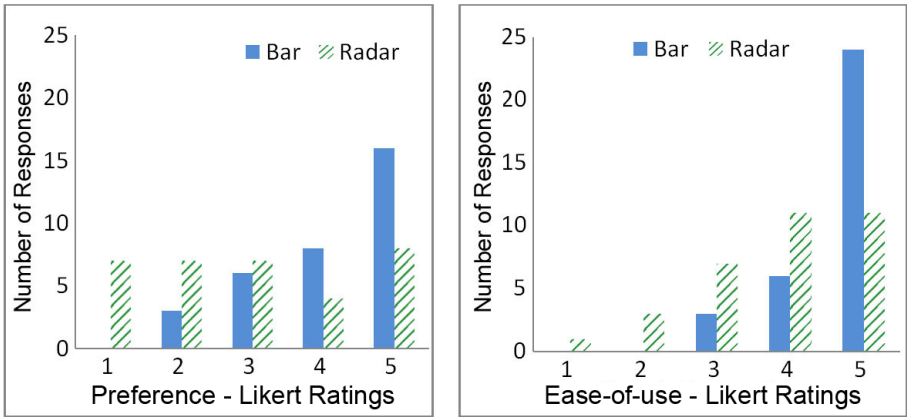 25
20
15
10
5
0
Number of Responses
Bar Radar
1 2 3 4 5
Preference - Likert Ratings
25
20
15
10
5
0
Number of Responses
Bar Radar
1 2 3 4 5
Ease-of-use - Likert Ratings